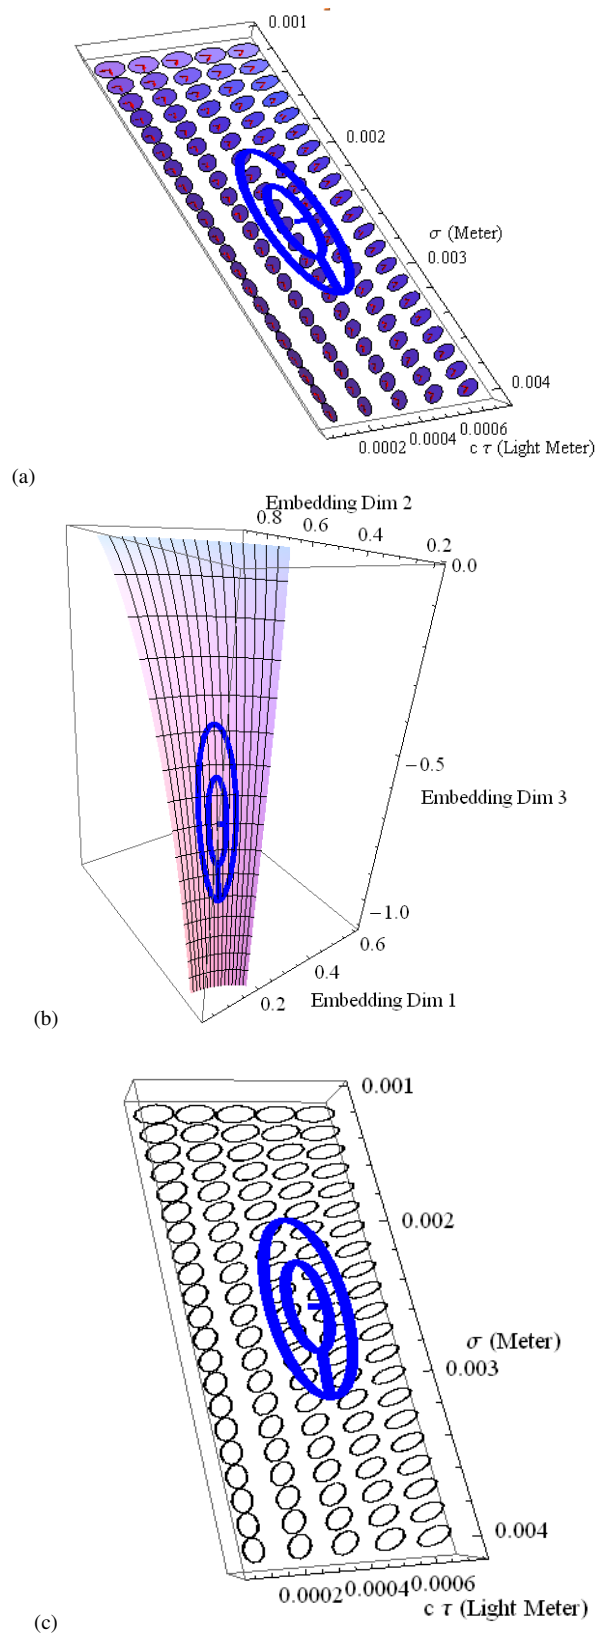 0.001
0.002
σ (Meter)
0.003
0.004
0.0002 0.0004 0.0006
c τ (Light Meter)
(a)
Embedding Dim 2
0.8 0.6 0.4 0.2
0.0
−0.5
Embedding Dim 3
−1.0
0.6
0.4
0.2
Embedding Dim 1
(b)
0.001
0.002
σ (Meter)
0.003
0.004
0.0002 0.0004 0.0006
c τ (Light Meter)
(c)